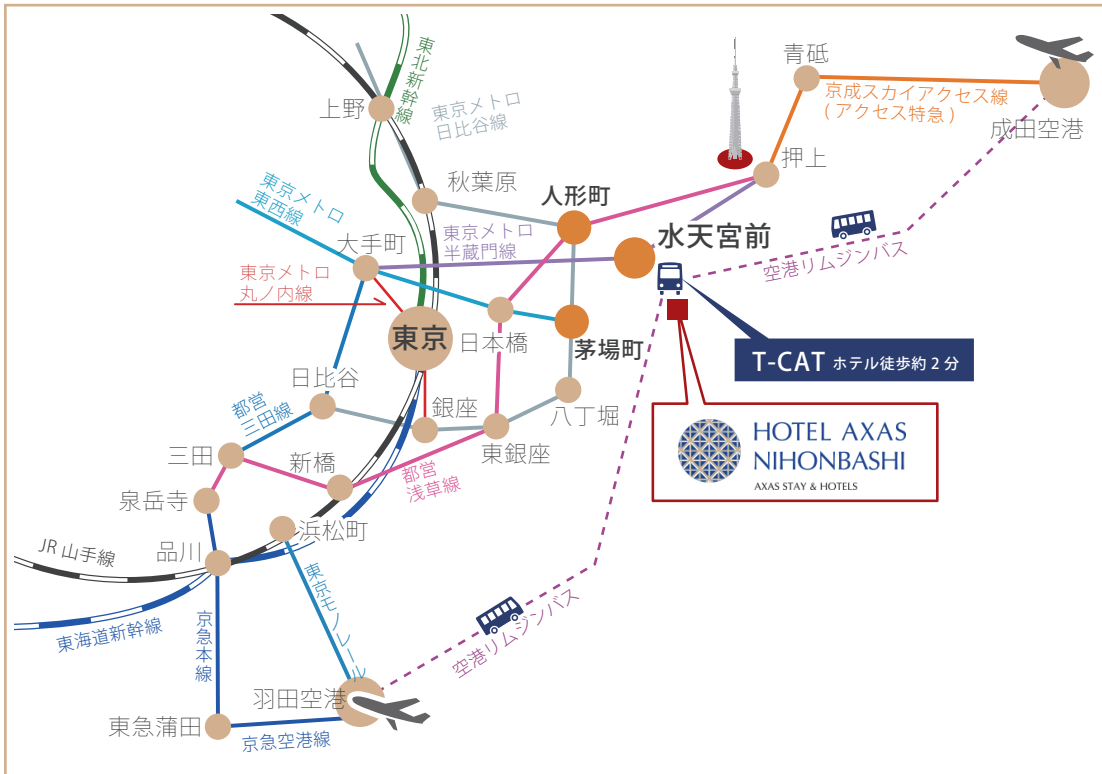 東北新幹線
上野
東京メトロ
日比谷線
青砥
京成スカイアクセス線
(アクセス特急)
成田空港
押上
秋葉原
人形町
東京メトロ
東西線
大手町
東京メトロ
半蔵門線
水天宮前
空港リムジンバス
東京メトロ
丸ノ内線
東京
日本橋
茅場町
T-CAT ホテル徒歩約2分
日比谷
銀座
東銀座
八丁堀
都営
三田線
三田
新橋
都営
浅草線
HOTEL AXAS
NIHONBASHI
AXAS STAY & HOTELS
泉岳寺
浜松町
品川
JR 山手線
東海道新幹線
京急本線
東京モノレール
空港リムジンバス
羽田空港
東急蒲田
京急空港線